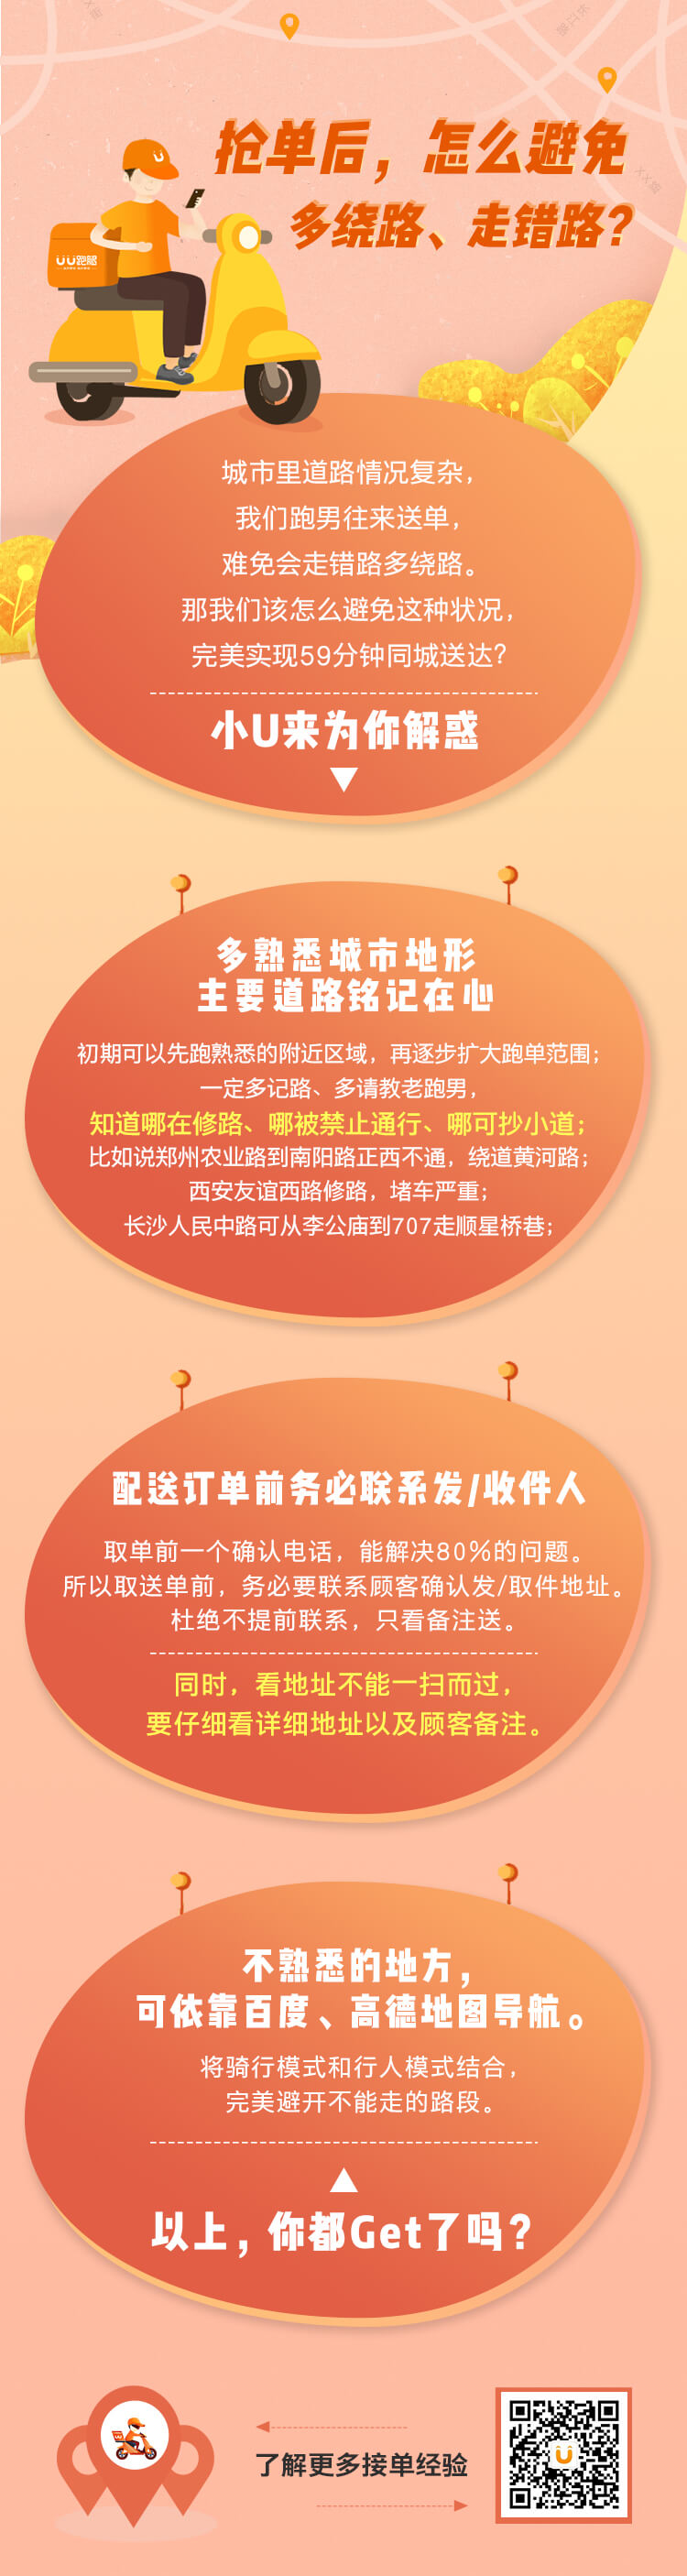 抢单后，怎么避免
多绕路、走错路？
UU跑腿
城市里道路情况复杂，
我们跑男往来送单，
难免会走错路多绕路。
那我们该怎么避免这种状况，
完美实现59分钟同城送达？
小U来为你解惑
多熟悉城市地形
主要道路铭记在心
初期可以先跑熟悉的附近区域，再逐步扩大跑单范围；
一定多记路、多请教老跑男，
知道哪在修路、哪被禁止通行、哪可抄小道；
比如说郑州农业路到南阳路正西不通，绕道黄河路；
西安友谊西路修路，堵车严重；
长沙人民中路可从李公庙到707走顺星桥巷；
配送订单前务必联系发/收件人
取单前一个确认电话，能解决80%的问题。
所以取送单前，务必要联系顾客确认发/取件地址。
杜绝不提前联系，只看备注送。
同时，看地址不能一扫而过，
要仔细看详细地址以及顾客备注。
不熟悉的地方，
可依靠百度、高德地图导航。
将骑行模式和行人模式结合，
完美避开不能走的路段。
以上，你都Get了吗？
了解更多接单经验